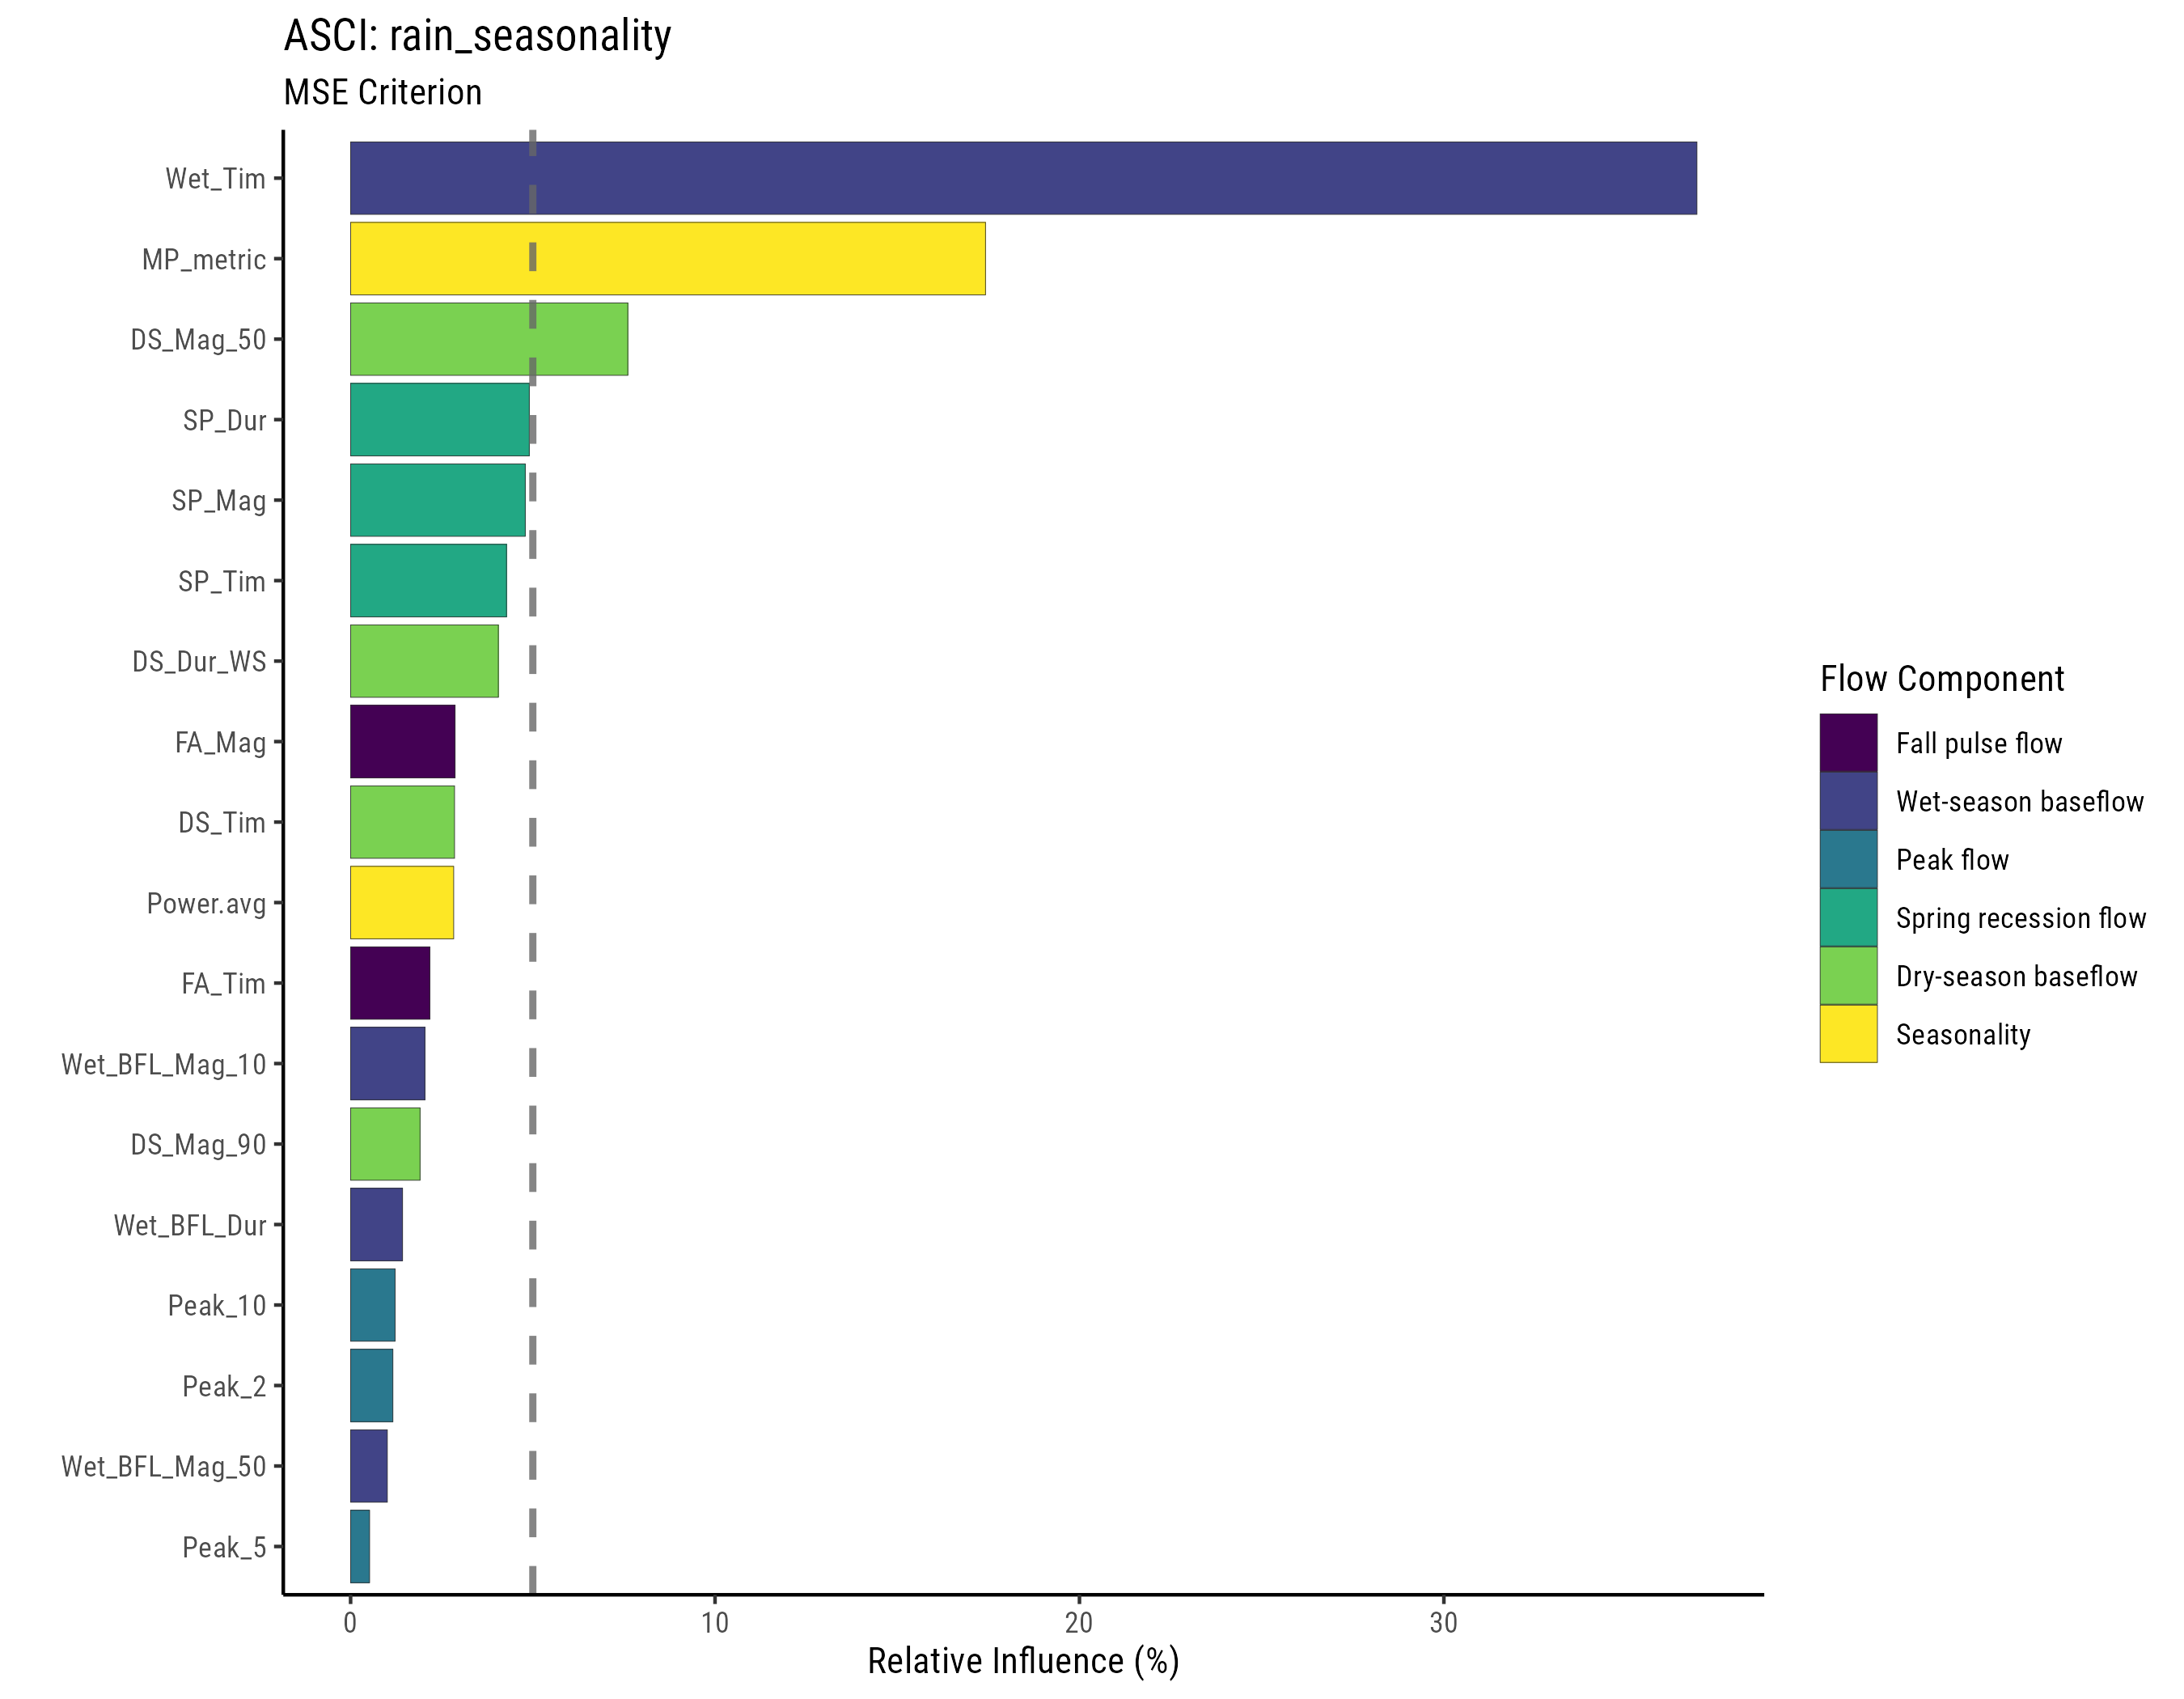 ASCI: rain_seasonality
MSE Criterion
Wet_Tim
MP_metric
DS_Mag_50
SP_Dur
SP_Mag
SP_Tim
DS_Dur_WS
FA_Mag
DS_Tim
Power.avg
FA_Tim
Wet_BFL_Mag_10
DS_Mag_90
Wet_BFL_Dur
Peak_10
Peak_2
Wet_BFL_Mag_50
Peak_5
0 10 20 30
Relative Influence (%)
Flow Component
Fall pulse flow
Wet-season baseflow
Peak flow
Spring recession flow
Dry-season baseflow
Seasonality